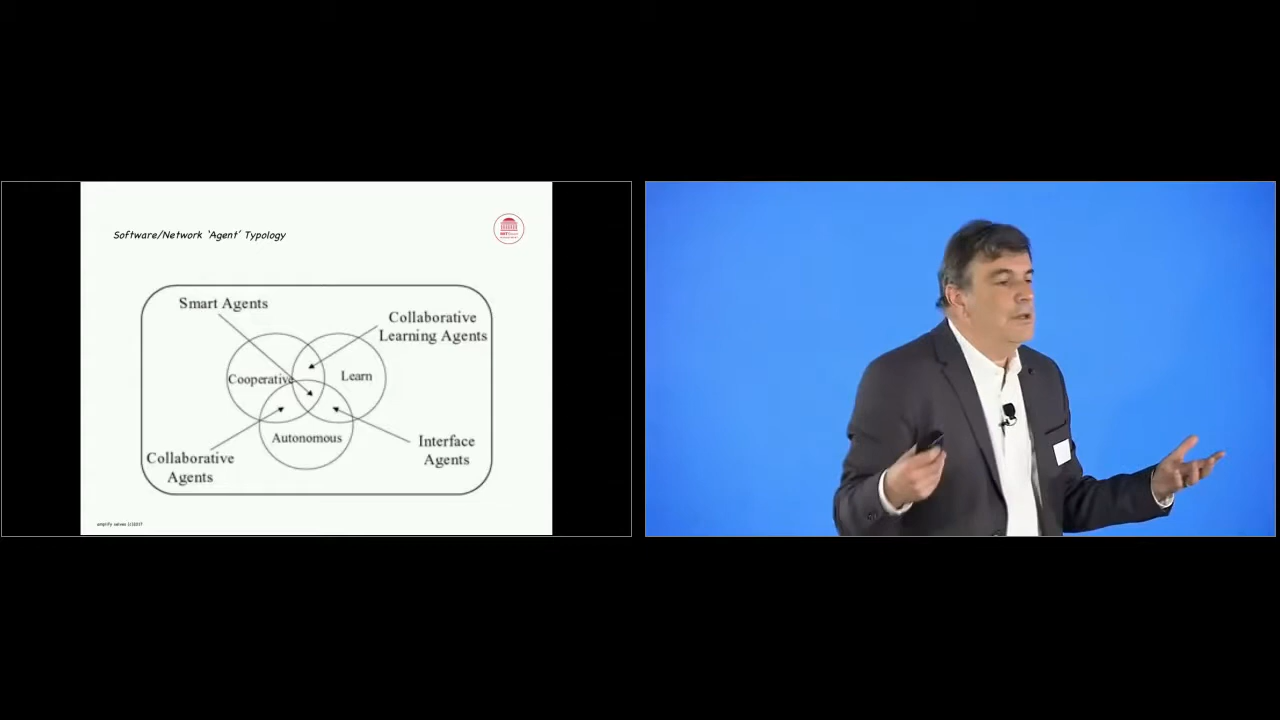 Software/Network 'Agent' Typology
Smart Agents
Collaborative
Learning Agents
Cooperative
Learn
Autonomous
Collaborative
Agents
Interface
Agents